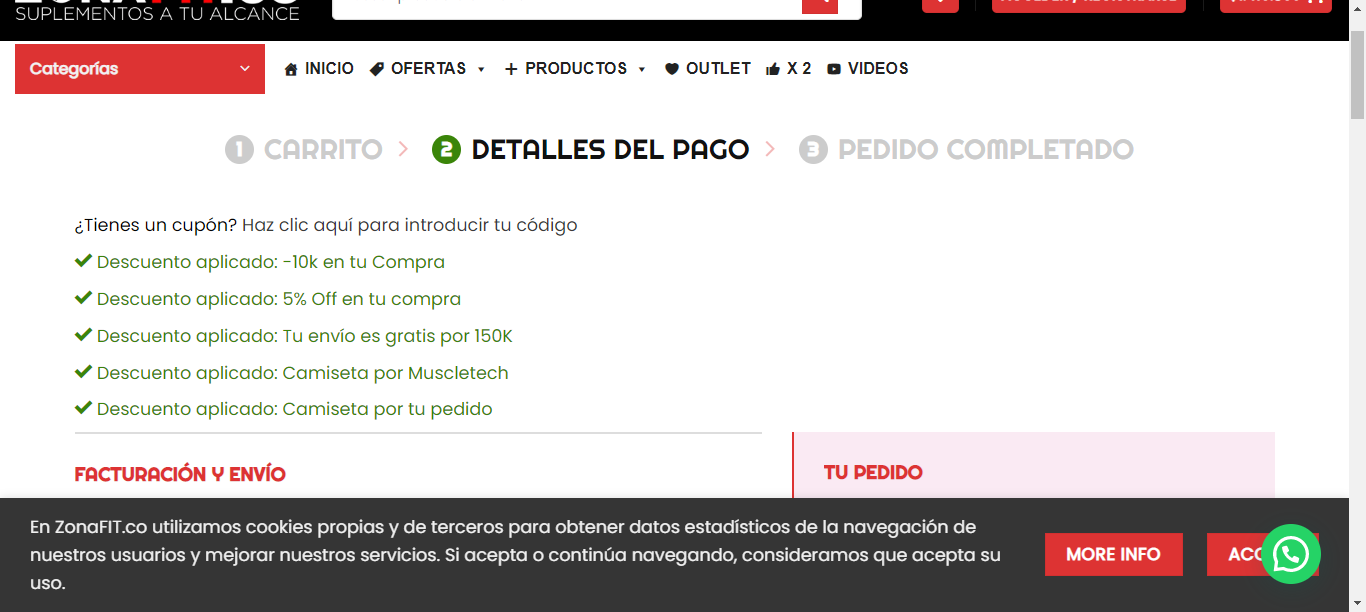 SUPLEMENTOS A TU ALCANCE
Categorías
INICIO
OFERTAS
PRODUCTOS
OUTLET
X 2
VIDEOS
1 CARRITO
2 DETALLES DEL PAGO
3 PEDIDO COMPLETADO
¿Tienes un cupón? Haz clic aquí para introducir tu código
Descuento aplicado: -10k en tu Compra
Descuento aplicado: 5% Off en tu compra
Descuento aplicado: Tu envío es gratis por 150K
Descuento aplicado: Camiseta por Muscletech
Descuento aplicado: Camiseta por tu pedido
FACTURACIÓN Y ENVÍO
TU PEDIDO
En ZonaFIT.co utilizamos cookies propias y de terceros para obtener datos estadísticos de la navegación de
nuestros usuarios y mejorar nuestros servicios. Si acepta o continúa navegando, consideramos que acepta su
uso.
MORE INFO